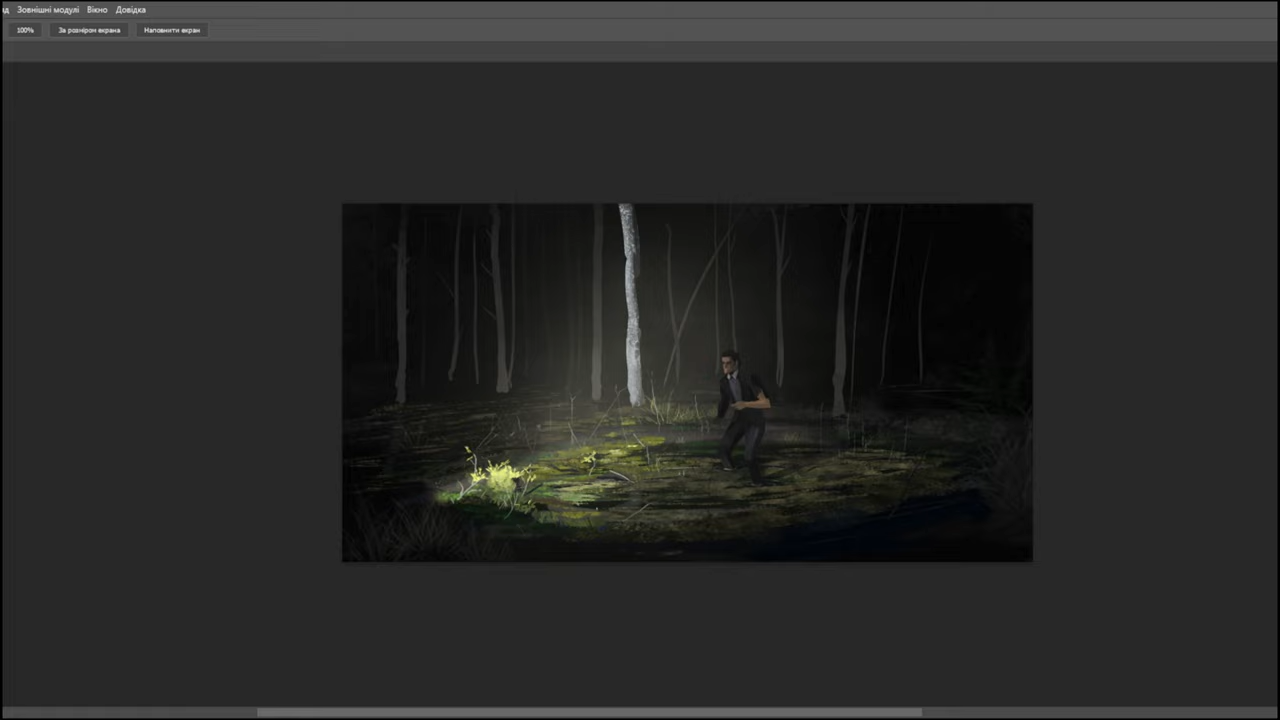 Зовнішні модулі Вікно Довідка
100% За розміром екрана Наповнити екран